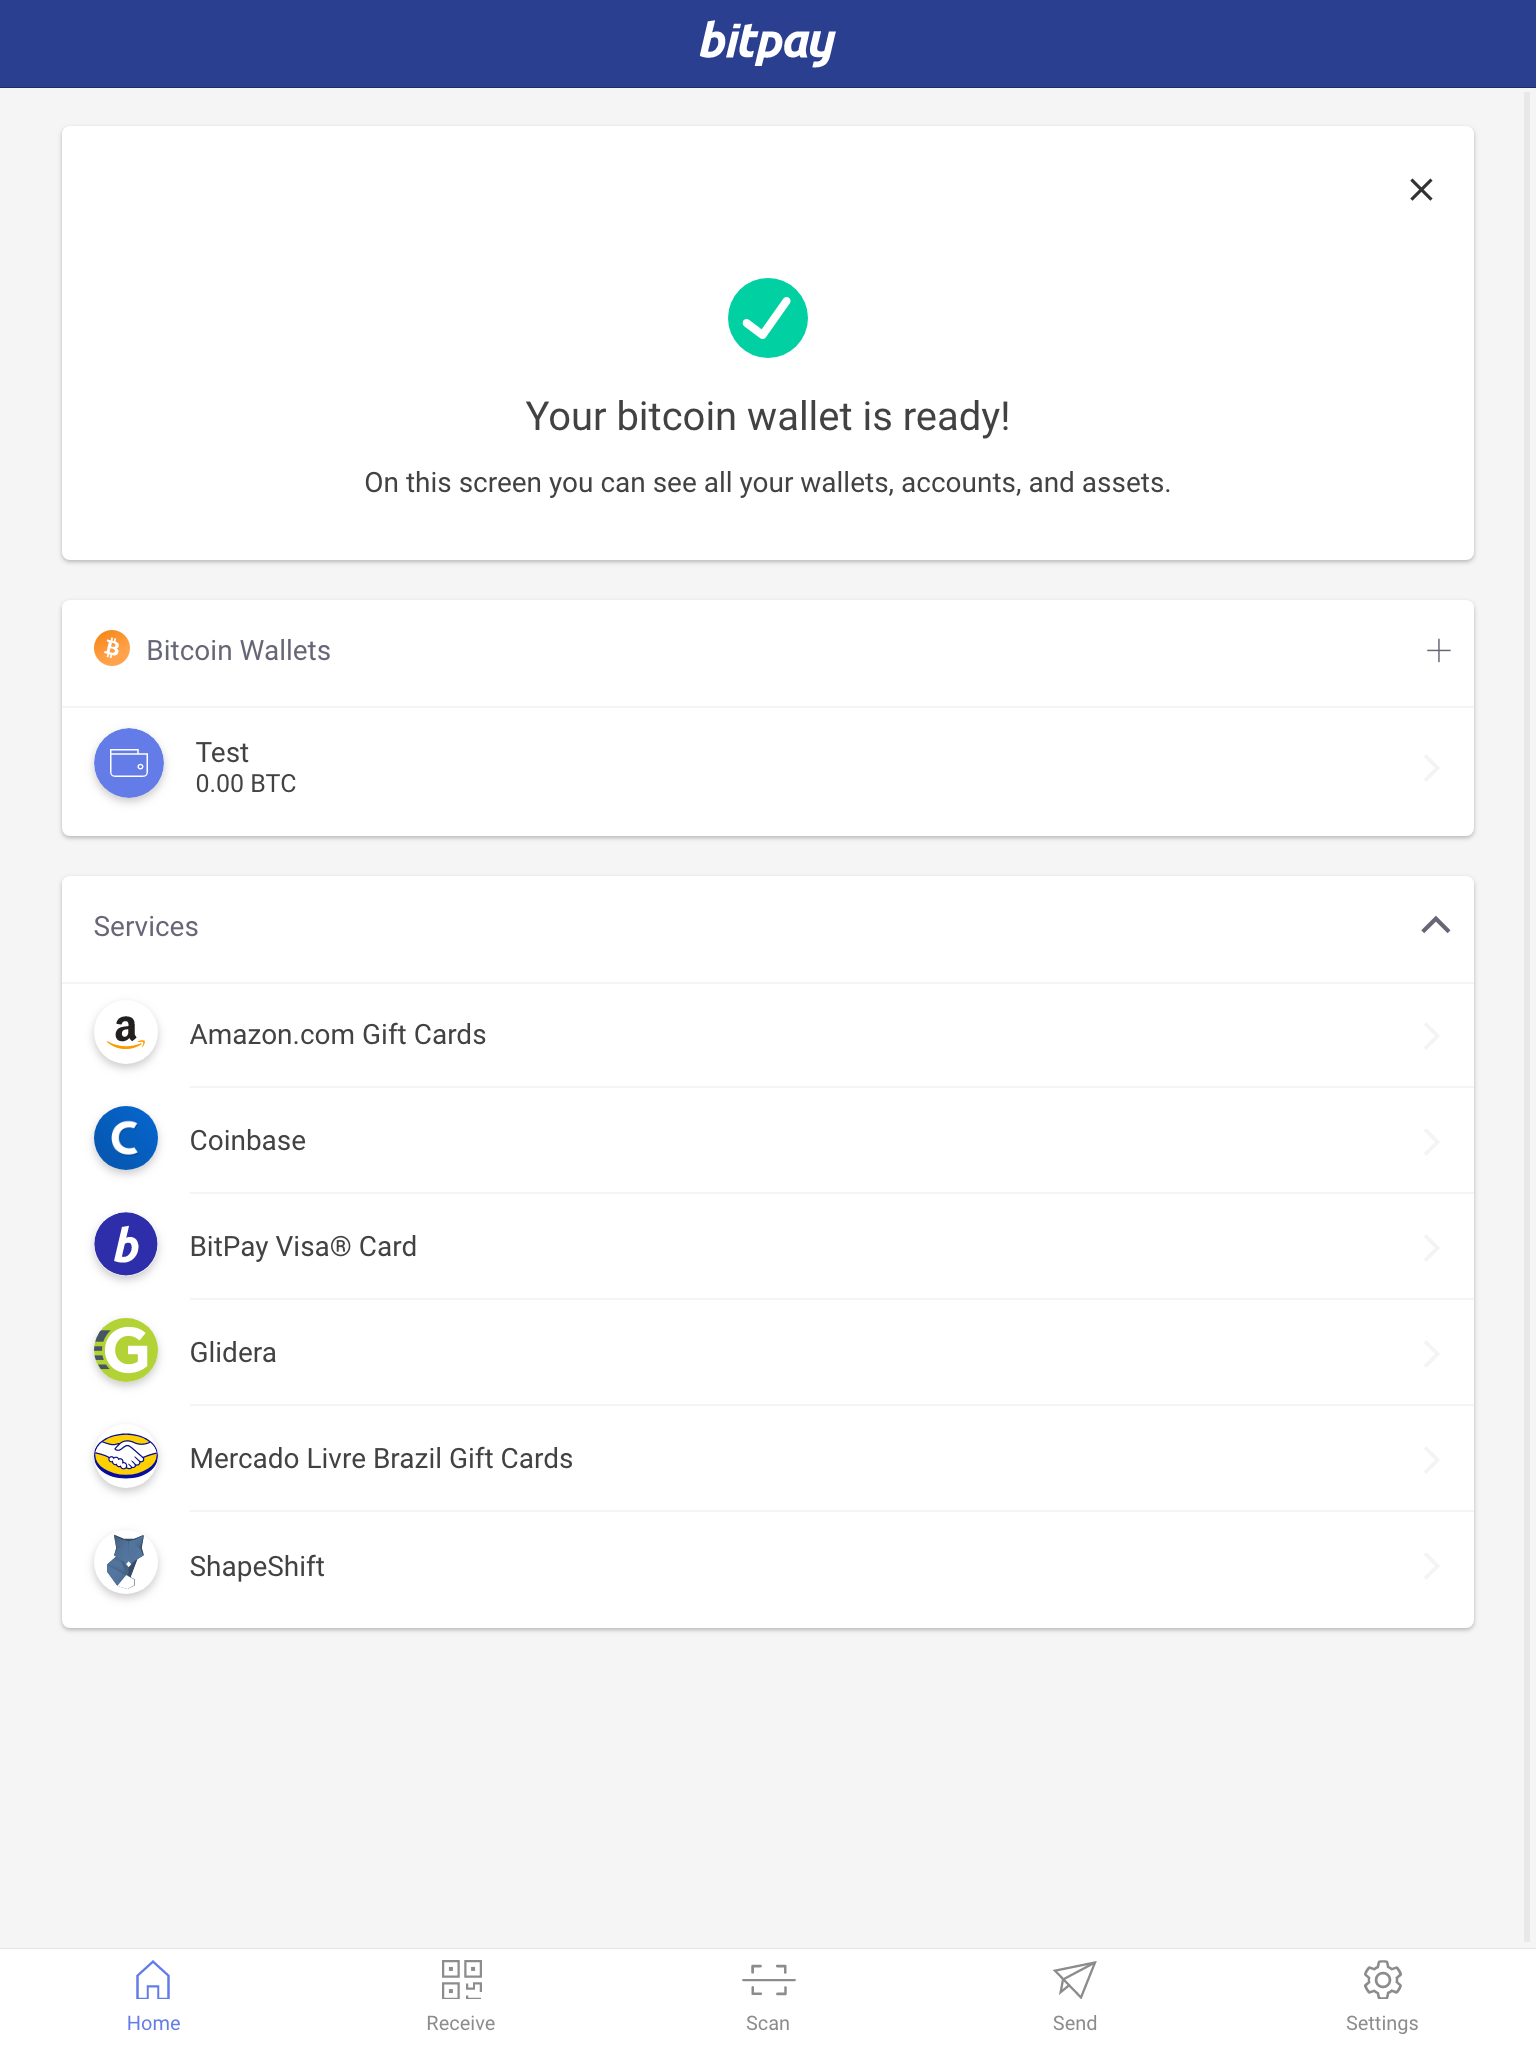 bitpay
Your bitcoin wallet is ready!
On this screen you can see all your wallets, accounts, and assets.
Bitcoin Wallets
Test
0.00 BTC
Services
a
Amazon.com Gift Cards
C
Coinbase
b
BitPay Visa® Card
G
Glidera
Mercado Livre Brazil Gift Cards
ShapeShift
Home
Receive
Scan
Send
Settings